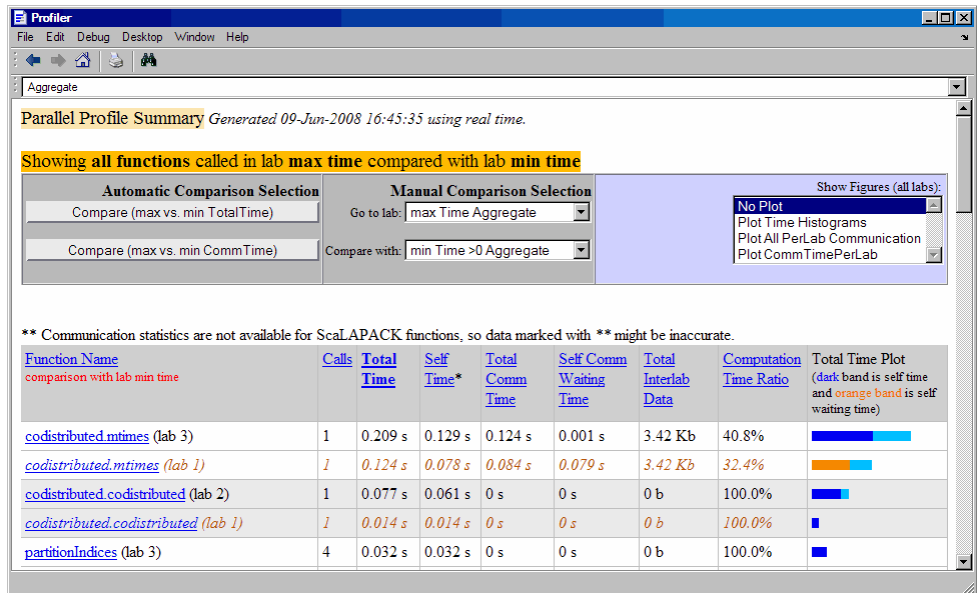 Profiler
File Edit Debug Desktop Window Help
Aggregate
Parallel Profile Summary Generated 09-Jun-2008 16:45:35 using real time.
Showing all functions called in lab max time compared with lab min time
Automatic Comparison Selection
Compare (max vs. min TotalTime)
Compare (max vs. min CommTime)
Manual Comparison Selection
Go to lab: max Time Aggregate
Compare with: min Time >0 Aggregate
Show Figures (all labs):
No Plot
Plot Time Histograms
Plot All PerLab Communication
Plot CommTimePerLab
** Communication statistics are not available for ScaLAPACK functions, so data marked with ** might be inaccurate.
Function Name
comparison with lab min time
Calls
Total
Time
Self
Time*
Total
Comm
Time
Self Comm
Waiting
Time
Total
Interlab
Data
Computation
Time Ratio
Total Time Plot
(dark band is self time
and orange band is self
waiting time)
codistributed.mtimes (lab 3) 1 0.209 s 0.129 s 0.124 s 0.001 s 3.42 Kb 40.8%
codistributed.mtimes (lab 1) 1 0.124 s 0.078 s 0.084 s 0.079 s 3.42 Kb 32.4%
codistributed.codistributed (lab 2) 1 0.077 s 0.061 s 0 s 0 s 0 b 100.0%
codistributed.codistributed (lab 1) 1 0.014 s 0.014 s 0 s 0 s 0 b 100.0%
partitionIndices (lab 3) 4 0.032 s 0.032 s 0 s 0 s 0 b 100.0%